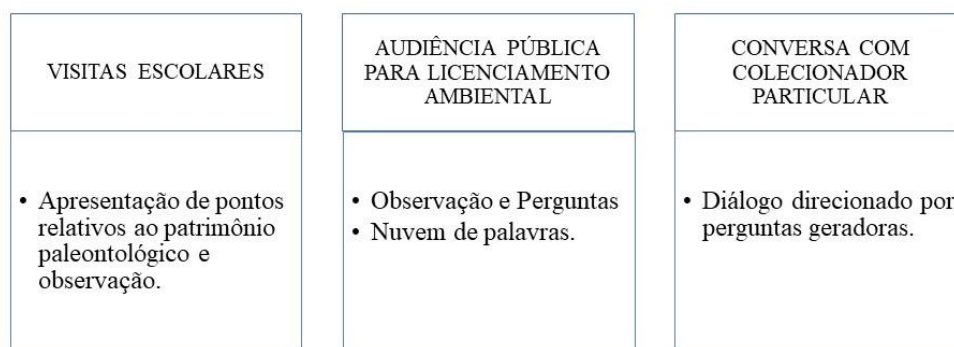 VISITAS ESCOLARES
• Apresentação de pontos
relativos ao patrimônio
paleontológico e
observação.
AUDIÊNCIA PÚBLICA
PARA LICENCIAMENTO
AMBIENTAL
• Observação e Perguntas
• Nuvem de palavras.
CONVERSA COM
COLECIONADOR
PARTICULAR
• Diálogo direcionado por
perguntas geradoras.